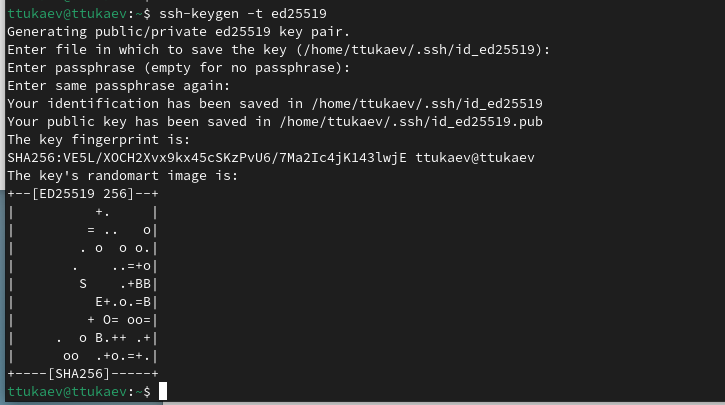 ttukaev@ttukaev:~$ ssh-keygen -t ed25519
Generating public/private ed25519 key pair.
Enter file in which to save the key (/home/ttukaev/.ssh/id_ed25519):
Enter passphrase (empty for no passphrase):
Enter same passphrase again:
Your identification has been saved in /home/ttukaev/.ssh/id_ed25519
Your public key has been saved in /home/ttukaev/.ssh/id_ed25519.pub
The key fingerprint is:
SHA256:VE5L/XOCH2Xvx9kx45cSKzPvU6/7Ma2Ic4jK143lwjE ttukaev@ttukaev
The key's randomart image is:
+--[ED25519 256]--+
|          +.     |
|         = ..   o|
|        . o  o o.|
|       .    ..=+o|
|        S    .+BB|
|          E+.o.=B|
|         + O= oo=|
|     .  o B.++ .+|
|      oo  .+o.=+.|
+----[SHA256]-----+
ttukaev@ttukaev:~$